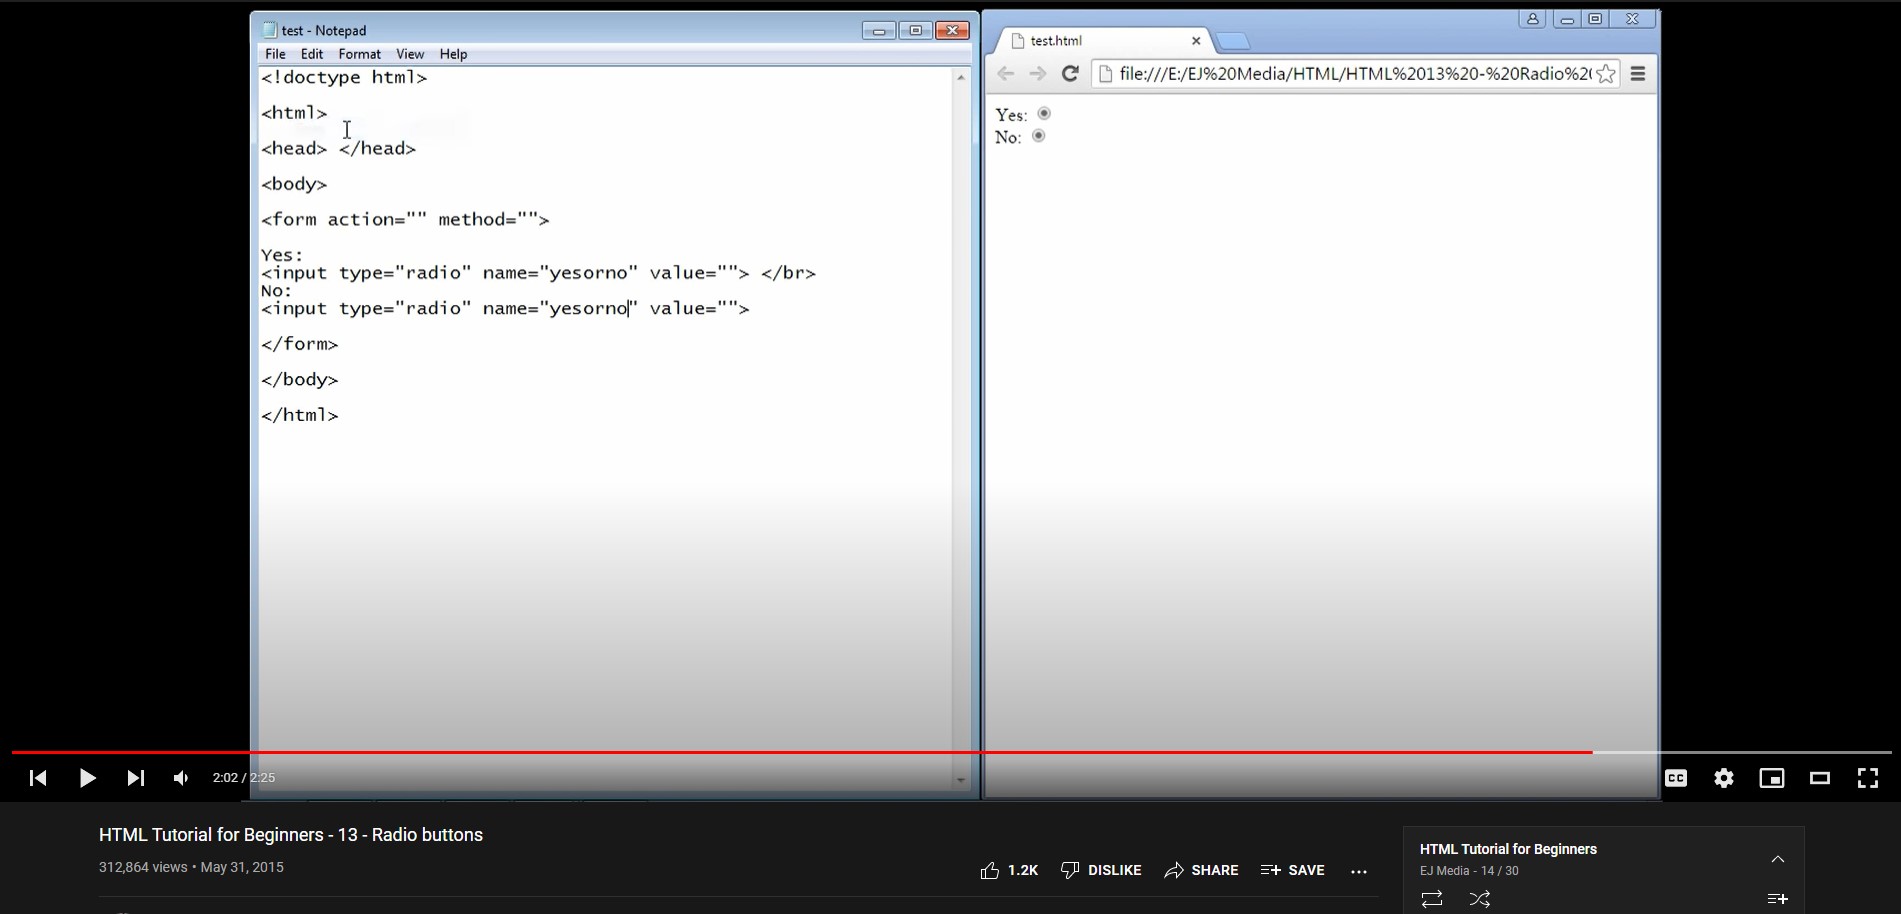 test - Notepad
File Edit Format View Help
<!doctype html>
<html>
<head> </head>
<body>
<form action="" method="">
Yes:
<input type="radio" name="yesorno" value=""> </br>
No:
<input type="radio" name="yesorno" value="">
</form>
</body>
</html>
test.html
file:///E:/EJ%20Media/HTML/HTML%2013%20-%20Radio%20
Yes:
No:
2:02 / 2:25
CC
HTML Tutorial for Beginners - 13 - Radio buttons
312,864 views • May 31, 2015
1.2K DISLIKE SHARE SAVE ...
HTML Tutorial for Beginners
EJ Media - 14 / 30